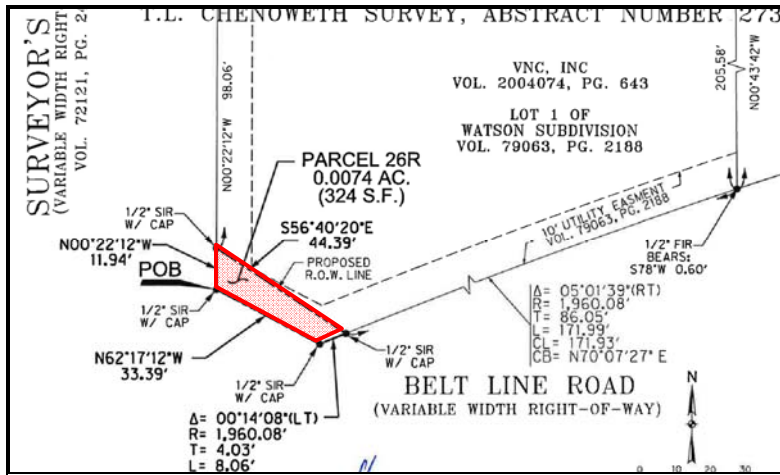 T.L. CHENOWETH SURVEY, ABSTRACT NUMBER 273
SURVEYOR'S
(VARIABLE WIDTH RIGHT
VOL. 72121, PG. 24
N00°22'12"W 98.06'
VNC, INC
VOL. 2004074, PG. 643
LOT 1 OF
WATSON SUBDIVISION
VOL. 79063, PG. 2188
205.58'
N00°43'42"W
PARCEL 26R
0.0074 AC.
(324 S.F.)
1/2" SIR
W/ CAP
S56°40'20"E
44.39'
N00°22'12"W
11.94'
PROPOSED
R.O.W. LINE
POB
10' UTILITY EASMENT
VOL. 79063, PG. 2188
1/2" FIR
BEARS:
S78°W 0.60'
1/2" SIR
W/ CAP
Δ= 05°01'39"(RT)
R= 1,960.08'
T= 86.05'
L= 171.99'
CL= 171.93'
CB= N70°07'27" E
N62°17'12"W
33.39'
1/2" SIR
W/ CAP
1/2" SIR
W/ CAP
BELT LINE ROAD
(VARIABLE WIDTH RIGHT-OF-WAY)
N
Δ= 00°14'08"(LT)
R= 1,960.08'
T= 4.03'
L= 8.06'
0 10 20 30